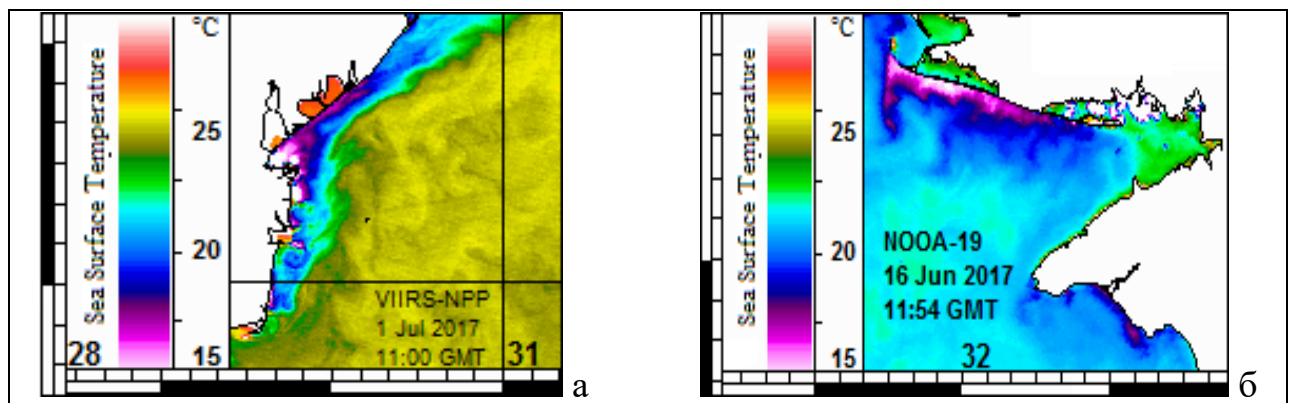 °C
Sea Surface Temperature
25
20
15
28
VIIRS-NPP
1 Jul 2017
11:00 GMT
31
а
°C
Sea Surface Temperature
25
20
15
NOOA-19
16 Jun 2017
11:54 GMT
32
б